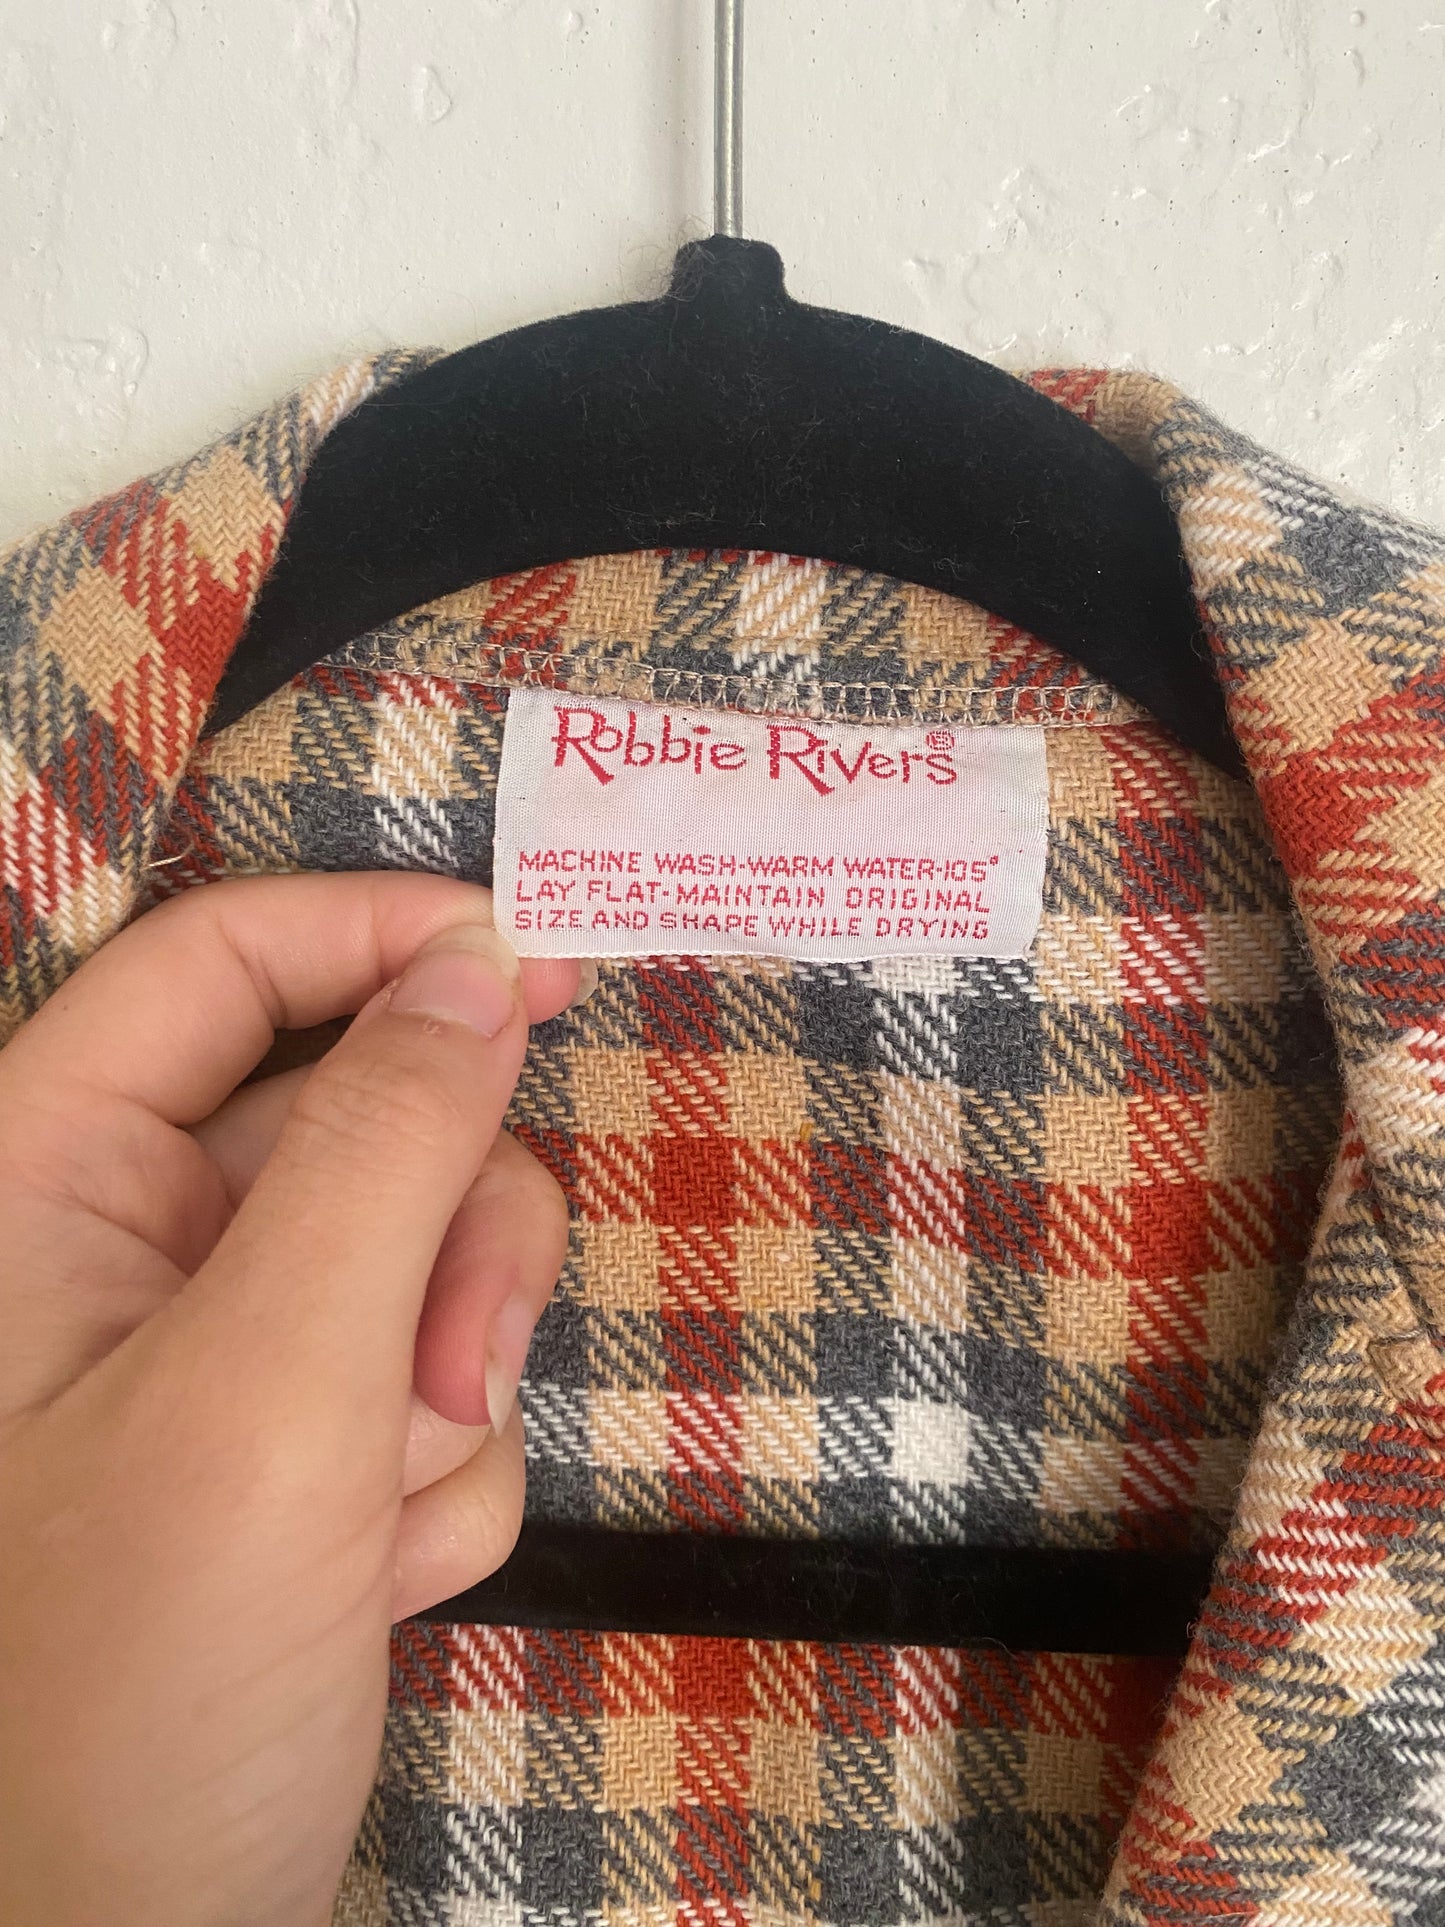 Robbie Rivers®
MACHINE WASH-WARM WATER-105°
LAY FLAT-MAINTAIN ORIGINAL
SIZE AND SHAPE WHILE DRYING